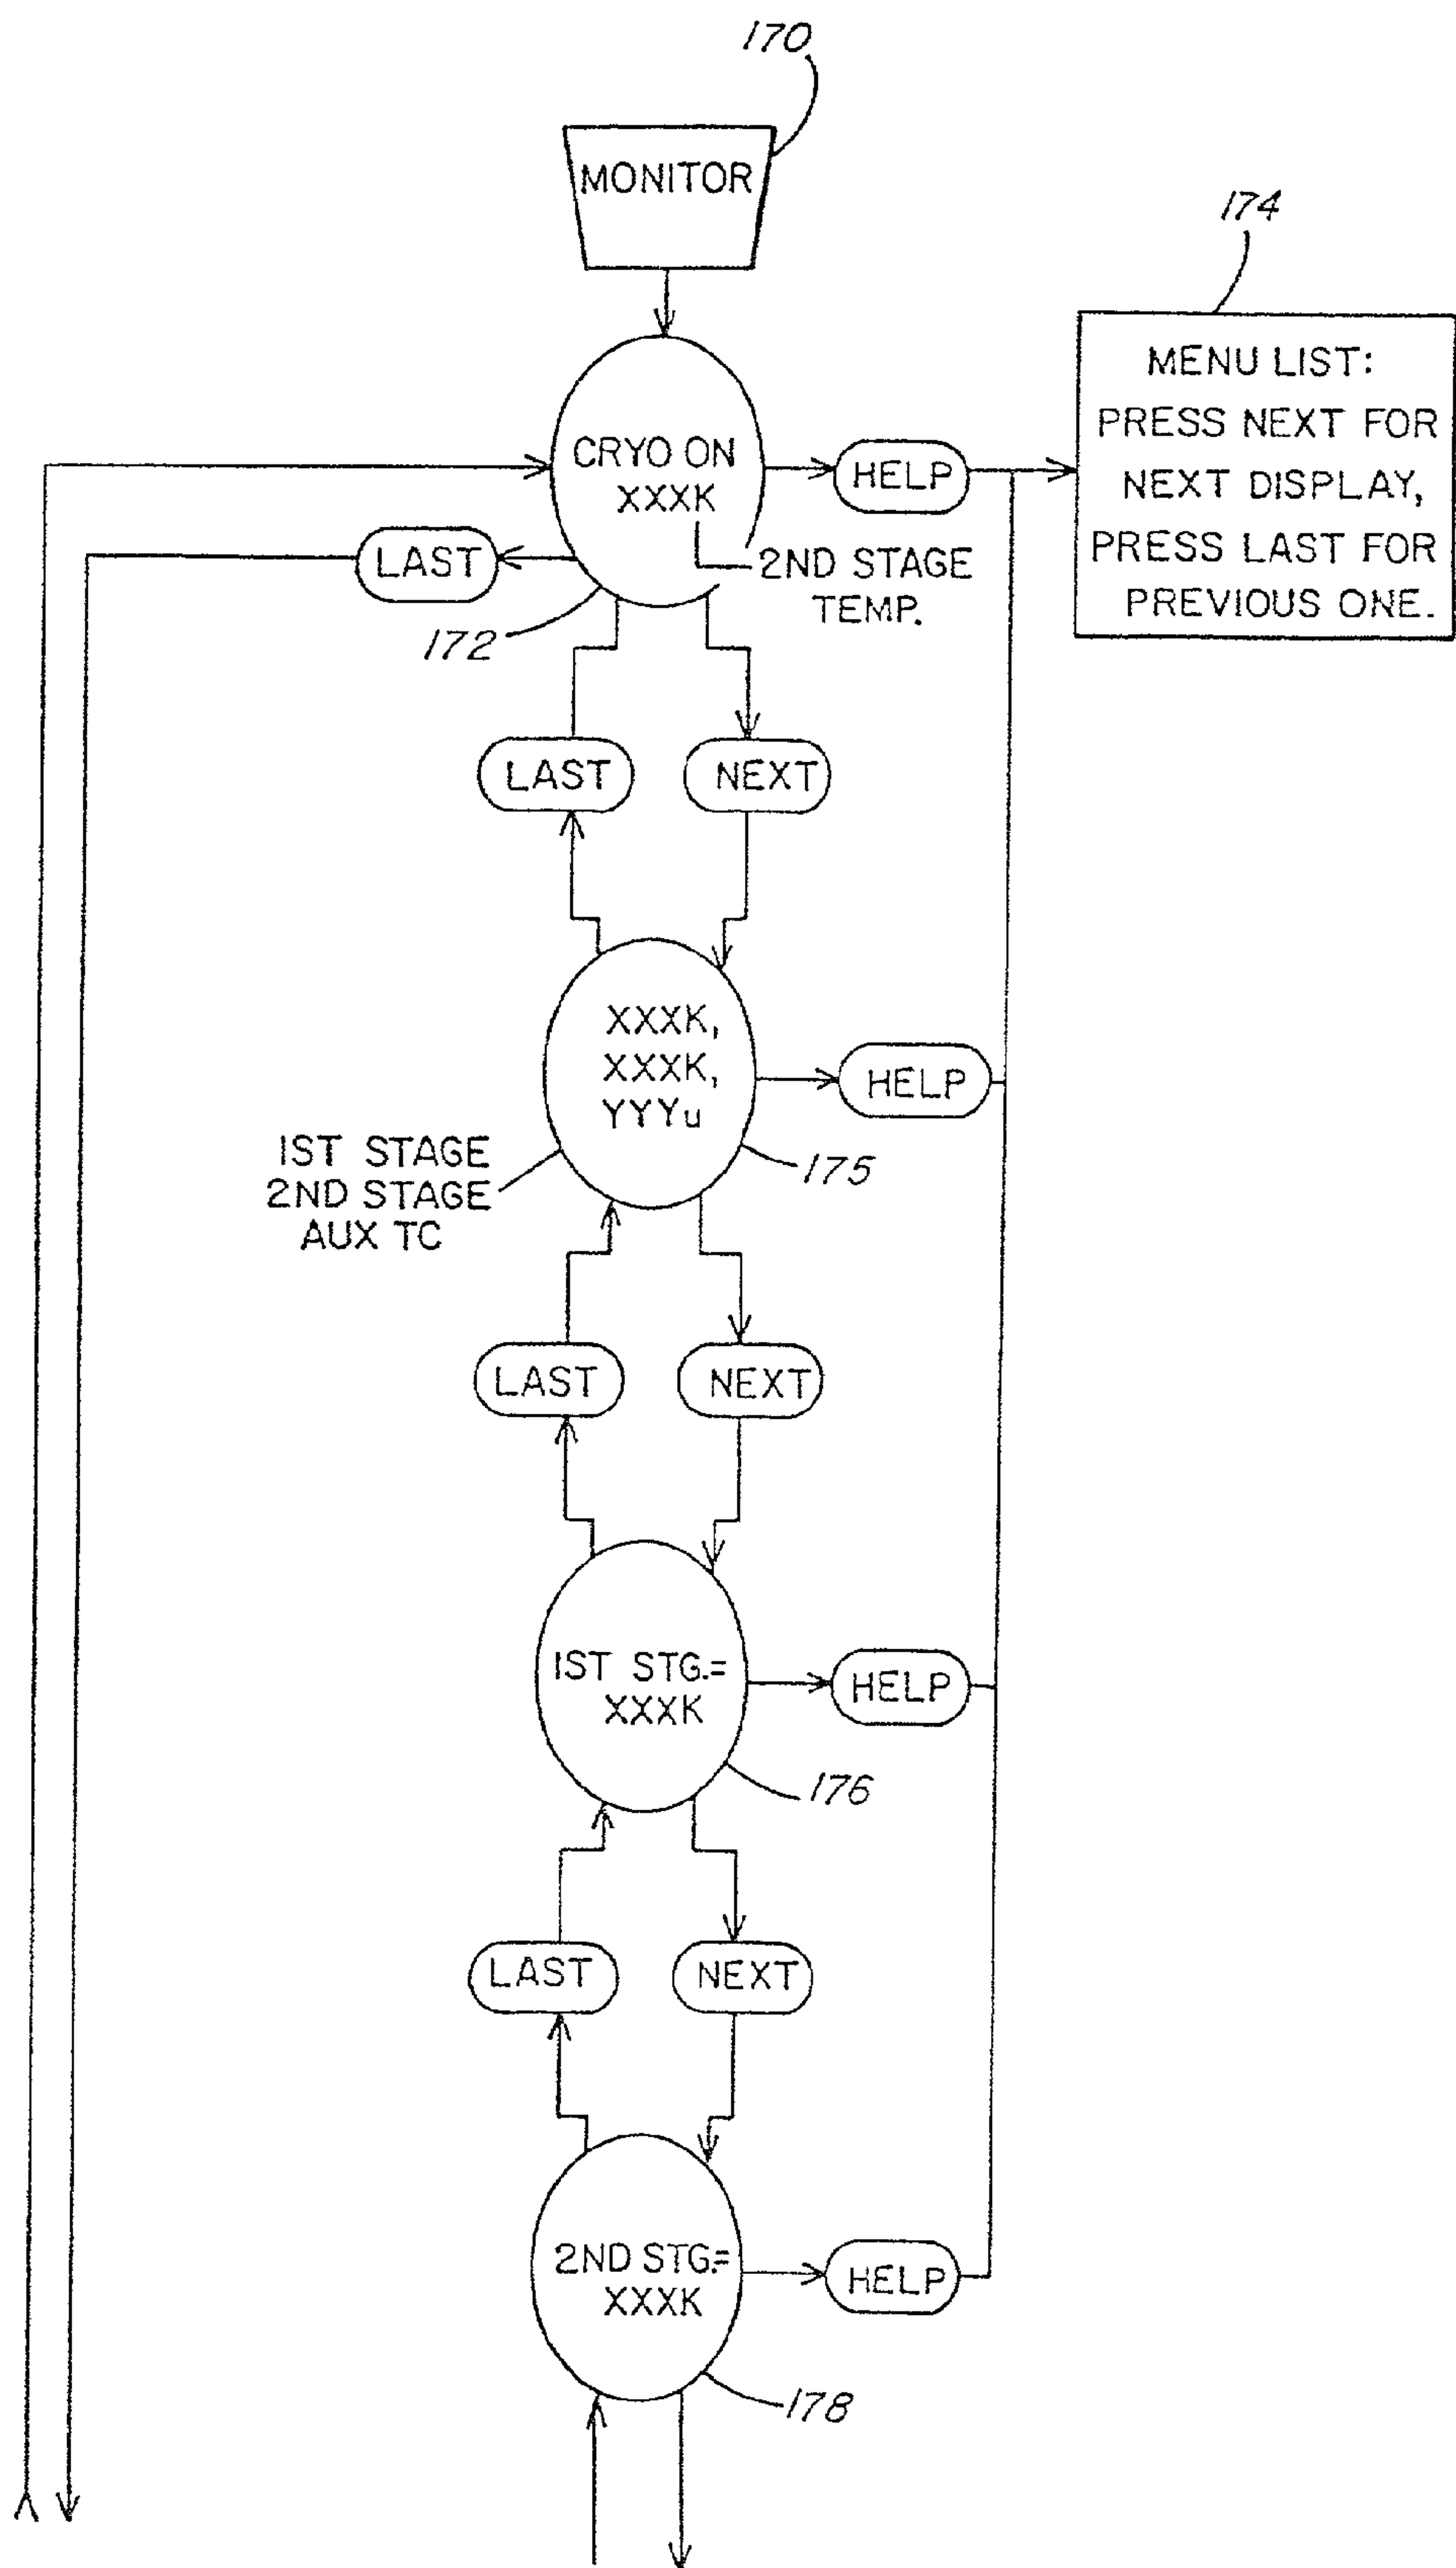 170
MONITOR
174
MENU LIST:
PRESS NEXT FOR
NEXT DISPLAY,
PRESS LAST FOR
PREVIOUS ONE.
CRYO ON
XXXK
HELP
LAST
2ND STAGE
TEMP.
172
LAST
NEXT
XXXK,
XXXK,
YYYu
HELP
1ST STAGE
2ND STAGE
AUX TC
175
LAST
NEXT
1ST STG.=
XXXK
HELP
176
LAST
NEXT
2ND STG.=
XXXK
HELP
178